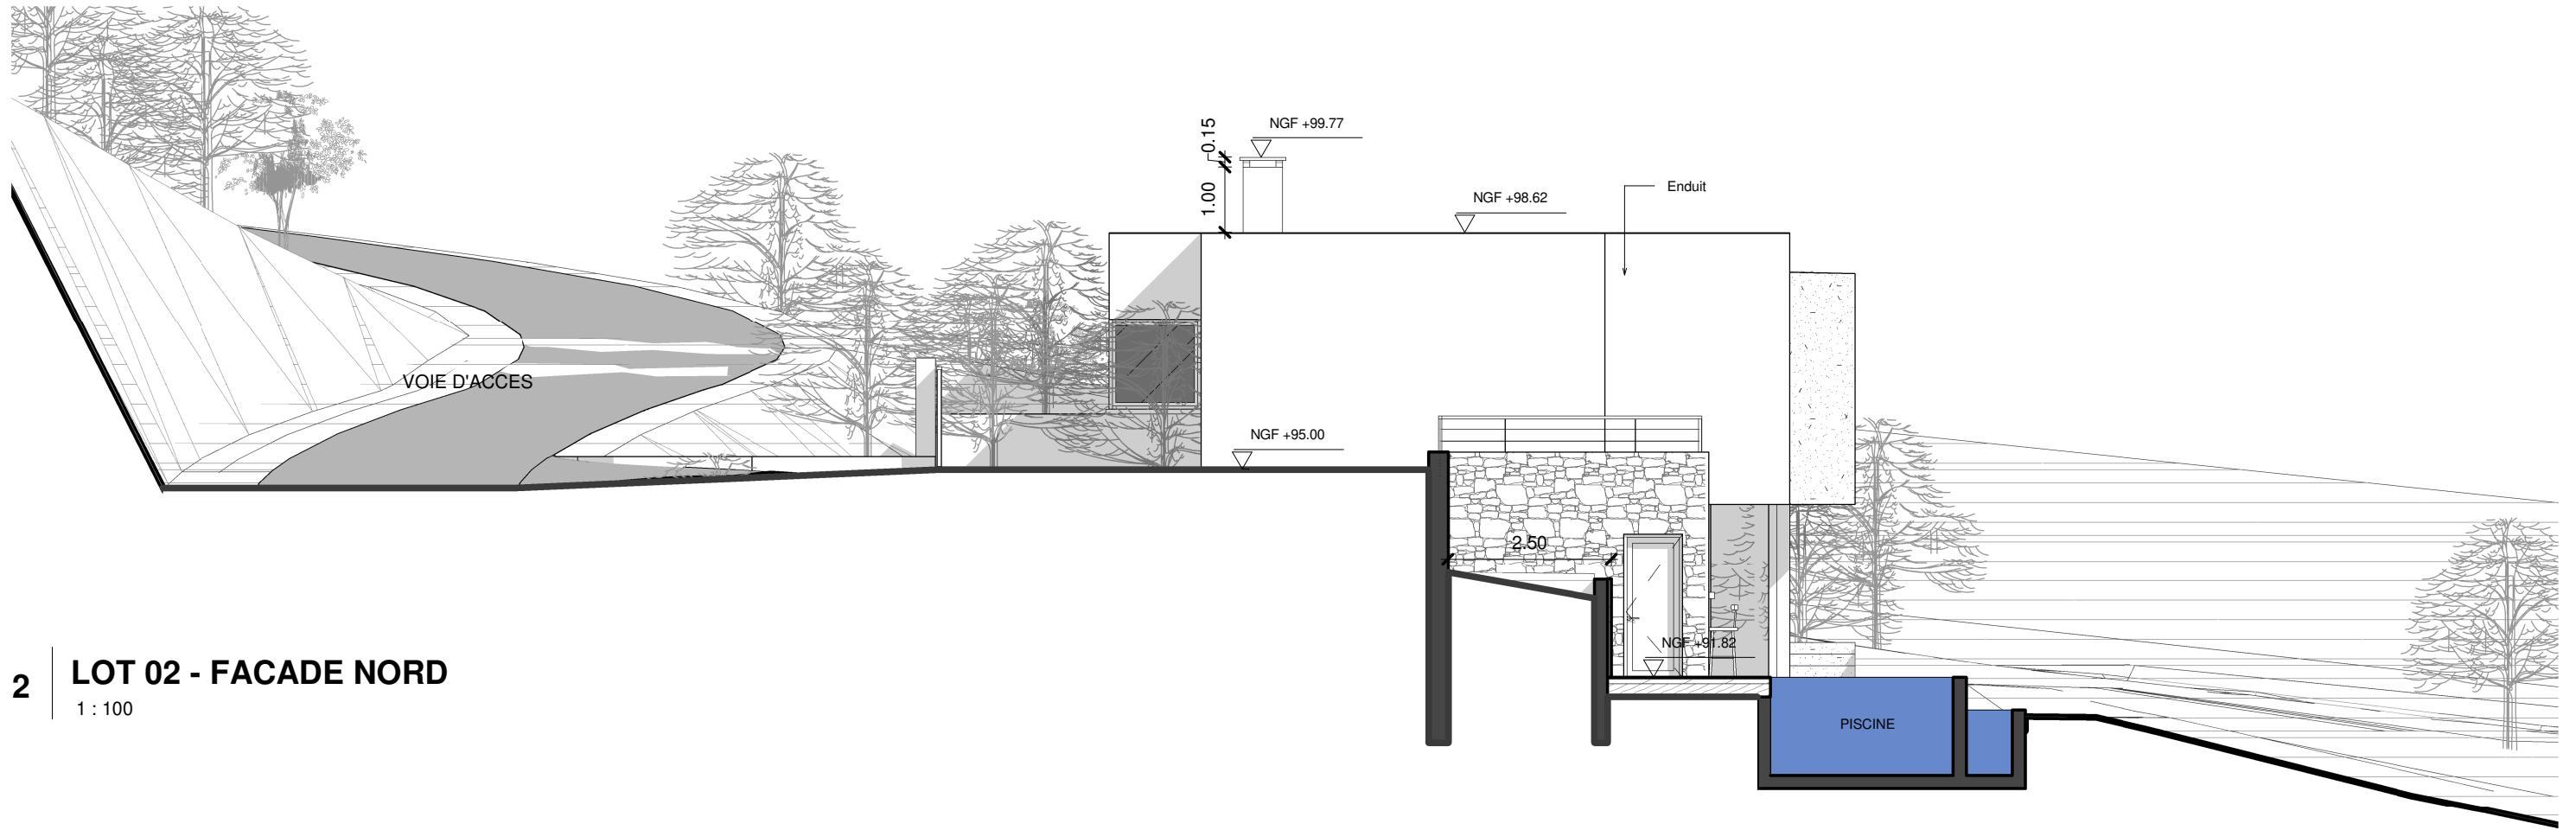 NGF +99.77
0.15
1.00
NGF +98.62
Enduit
VOIE D'ACCES
NGF +95.00
2.50
NGF +91.82
PISCINE
2
LOT 02 - FACADE NORD
1 : 100